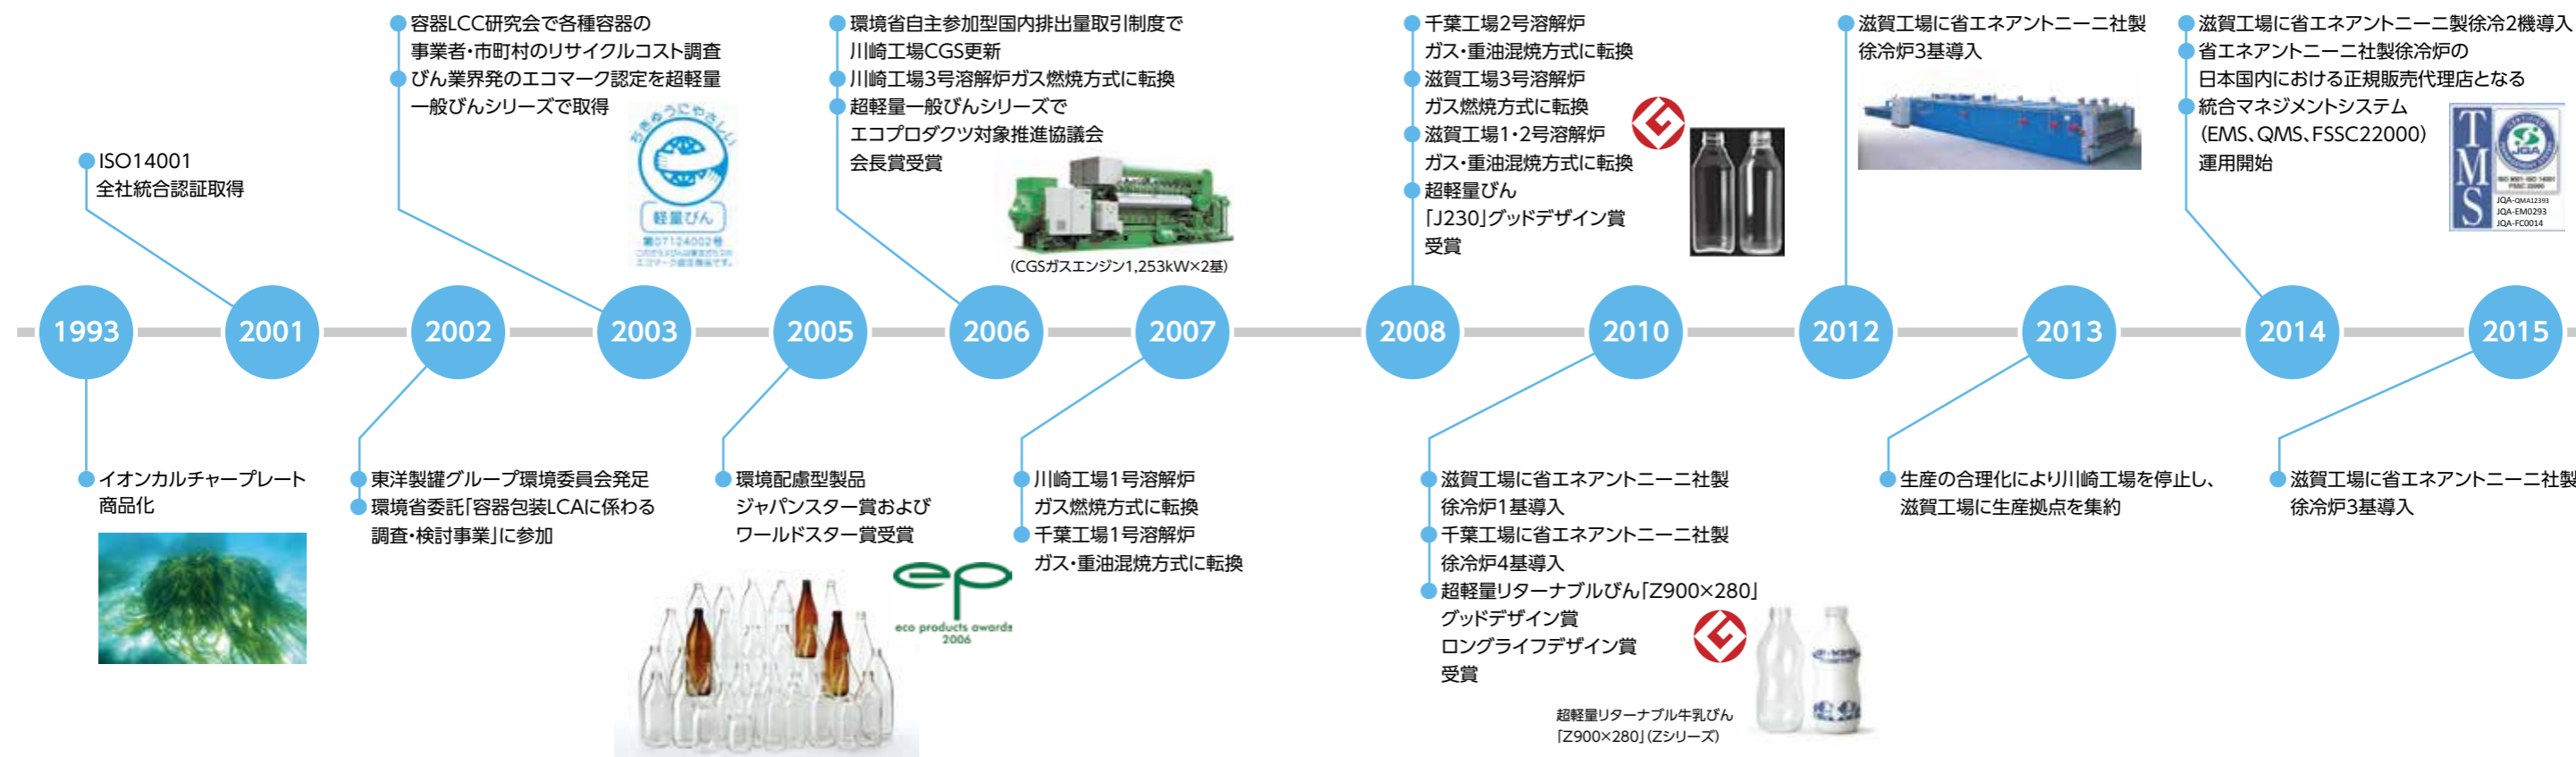 容器LCC研究会で各種容器の
事業者・市町村のリサイクルコスト調査
びん業界発のエコマーク認定を超軽量
一般びんシリーズで取得
ちきゅうにやさしい
軽量びん
第07124002号
環境省自主参加型国内排出量取引制度で
川崎工場CGS更新
川崎工場3号溶解炉ガス燃焼方式に転換
超軽量一般びんシリーズで
エコプロダクツ対象推進協議会
会長賞受賞
(CGSガスエンジン1,253kW×2基)
千葉工場2号溶解炉
ガス・重油混焼方式に転換
滋賀工場3号溶解炉
ガス燃焼方式に転換
滋賀工場1・2号溶解炉
ガス・重油混焼方式に転換
超軽量びん
「J230」グッドデザイン賞
受賞
滋賀工場に省エネアントニーニ社製
徐冷炉3基導入
滋賀工場に省エネアントニーニ製徐冷2機導入
省エネアントニーニ社製徐冷炉の
日本国内における正規販売代理店となる
統合マネジメントシステム
(EMS、QMS、FSSC22000)
運用開始
TMS
JQA
JQA-QMA12393
JQA-EM0293
JQA-FC0014
ISO14001
全社統合認証取得
1993
2001
2002
2003
2005
2006
2007
2008
2010
2012
2013
2014
2015
イオンカルチャープレート
商品化
東洋製罐グループ環境委員会発足
環境省委託「容器包装LCAに係わる
調査・検討事業」に参加
環境配慮型製品
ジャパンスター賞および
ワールドスター賞受賞
ep
eco products awards
2006
川崎工場1号溶解炉
ガス燃焼方式に転換
千葉工場1号溶解炉
ガス・重油混焼方式に転換
滋賀工場に省エネアントニーニ社製
徐冷炉1基導入
千葉工場に省エネアントニーニ社製
徐冷炉4基導入
超軽量リターナブルびん「Z900×280」
グッドデザイン賞
ロングライフデザイン賞
受賞
超軽量リターナブル牛乳びん
「Z900×280」(Zシリーズ)
生産の合理化により川崎工場を停止し、
滋賀工場に生産拠点を集約
滋賀工場に省エネアントニーニ社製
徐冷炉3基導入